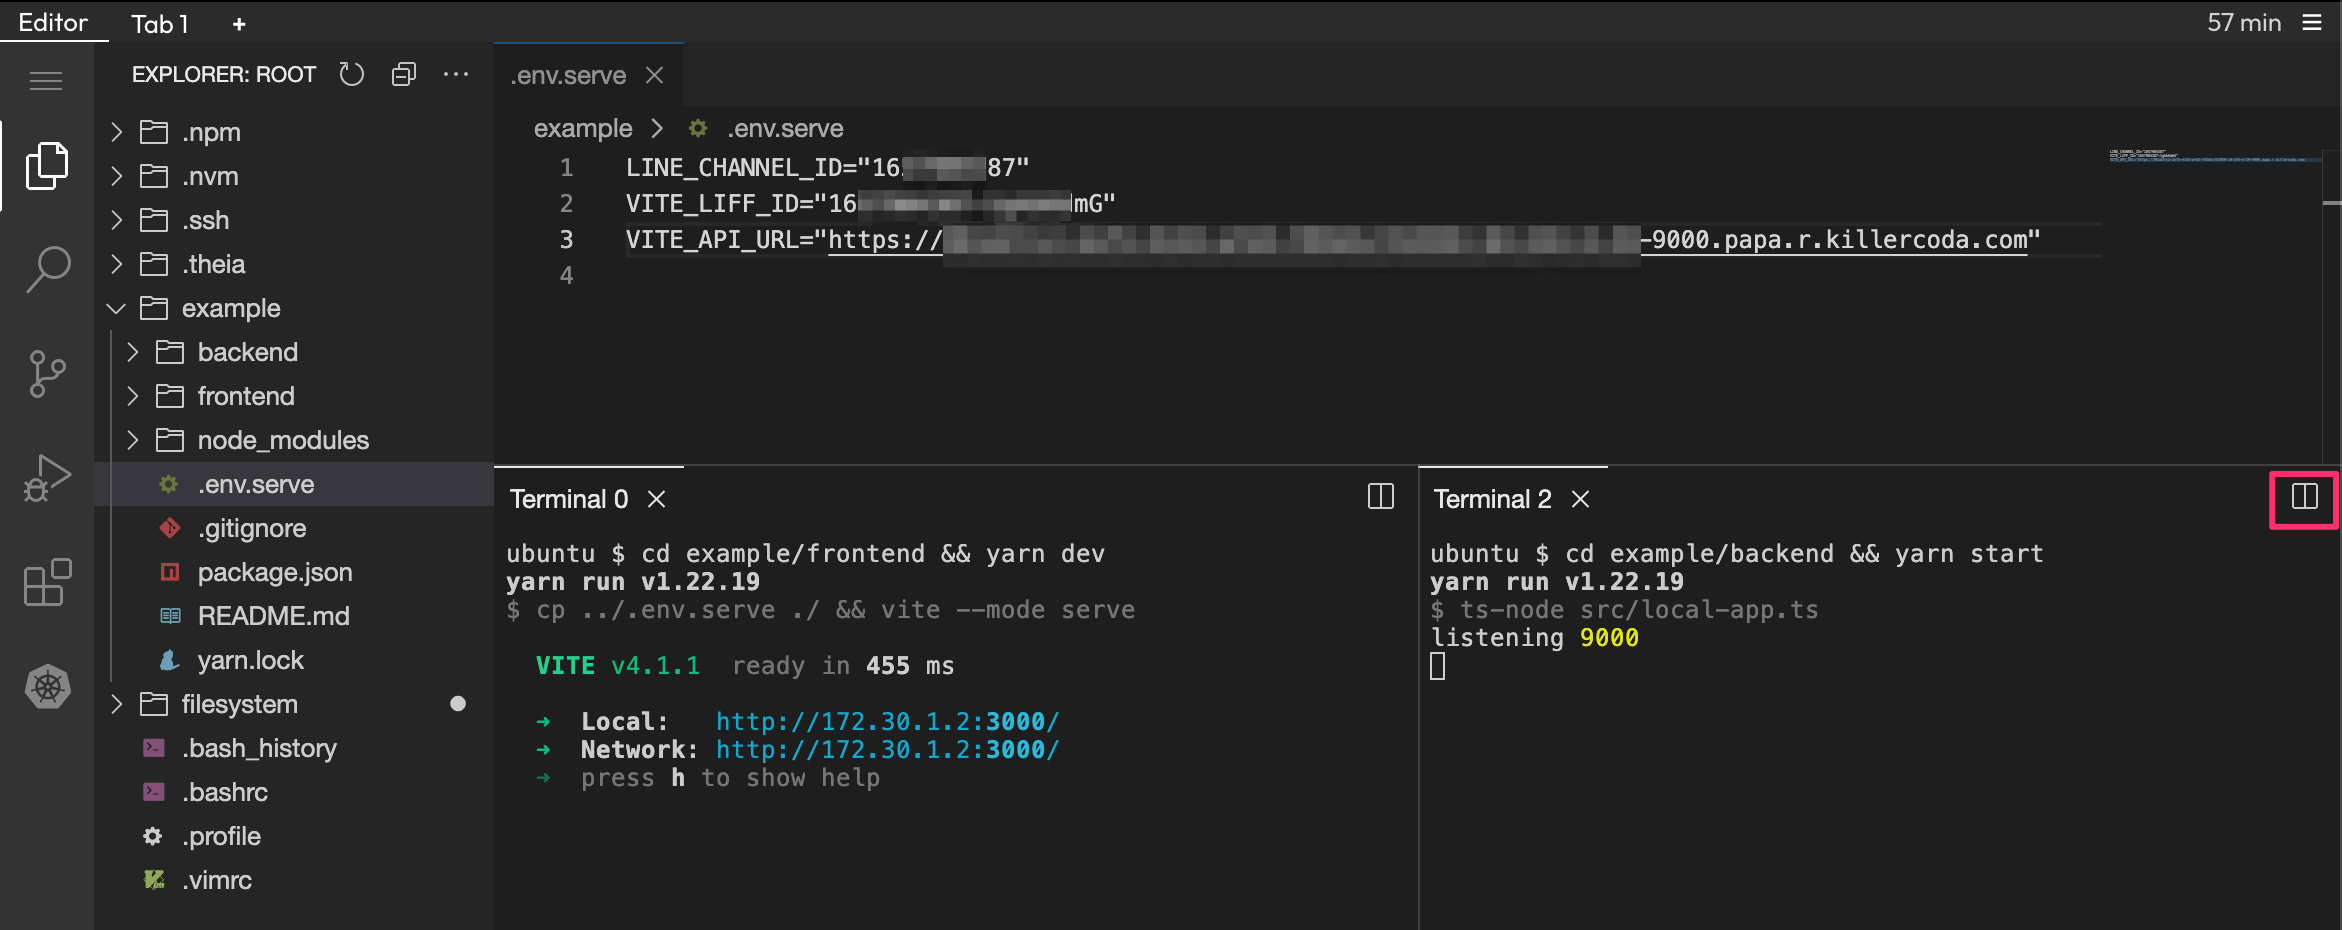 Editor Tab 1 + 57 min
EXPLORER: ROOT
.npm
.nvm
.ssh
.theia
example
backend
frontend
node_modules
.env.serve
.gitignore
package.json
README.md
yarn.lock
filesystem
.bash_history
.bashrc
.profile
.vimrc
.env.serve
example > .env.serve
1 LINE_CHANNEL_ID="16 87"
2 VITE_LIFF_ID="16 mG"
3 VITE_API_URL="https:// -9000.papa.r.killercoda.com"
4
Terminal 0
ubuntu $ cd example/frontend && yarn dev
yarn run v1.22.19
$ cp ../.env.serve ./ && vite --mode serve
VITE v4.1.1 ready in 455 ms
➜ Local: http://172.30.1.2:3000/
➜ Network: http://172.30.1.2:3000/
➜ press h to show help
Terminal 2
ubuntu $ cd example/backend && yarn start
yarn run v1.22.19
$ ts-node src/local-app.ts
listening 9000